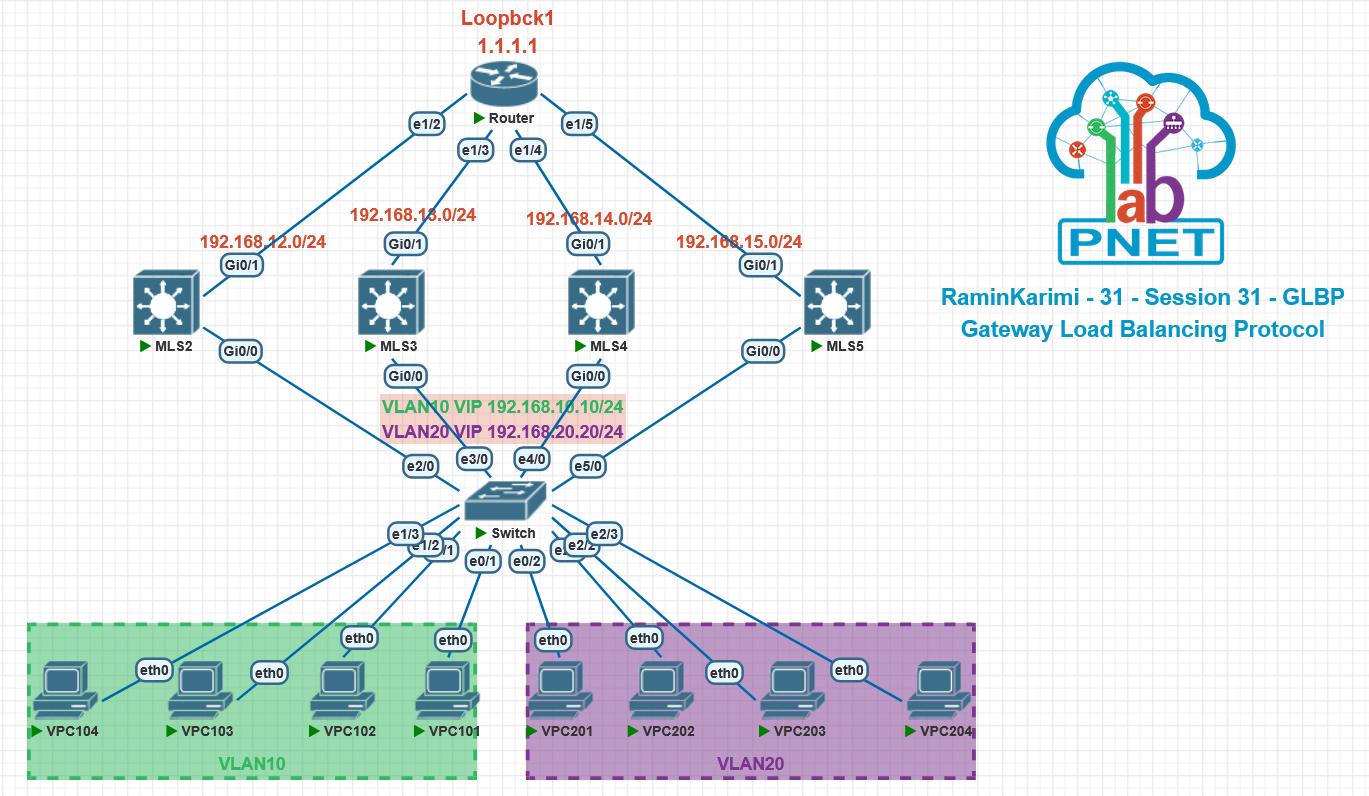 Loopbck1
1.1.1.1
Router
e1/2
e1/3
e1/4
e1/5
192.168.12.0/24
192.168.13.0/24
192.168.14.0/24
192.168.15.0/24
Gi0/1
Gi0/1
Gi0/1
Gi0/1
MLS2
MLS3
MLS4
MLS5
Gi0/0
Gi0/0
Gi0/0
Gi0/0
VLAN10 VIP 192.168.10.10/24
VLAN20 VIP 192.168.20.20/24
e2/0
e3/0
e4/0
e5/0
Switch
e1/3
e1/2
/1
e0/1
e0/2
e2/2
e2/3
eth0
eth0
eth0
eth0
eth0
eth0
eth0
eth0
VPC104
VPC103
VPC102
VPC101
VPC201
VPC202
VPC203
VPC204
VLAN10
VLAN20
lab
PNET
RaminKarimi - 31 - Session 31 - GLBP
Gateway Load Balancing Protocol